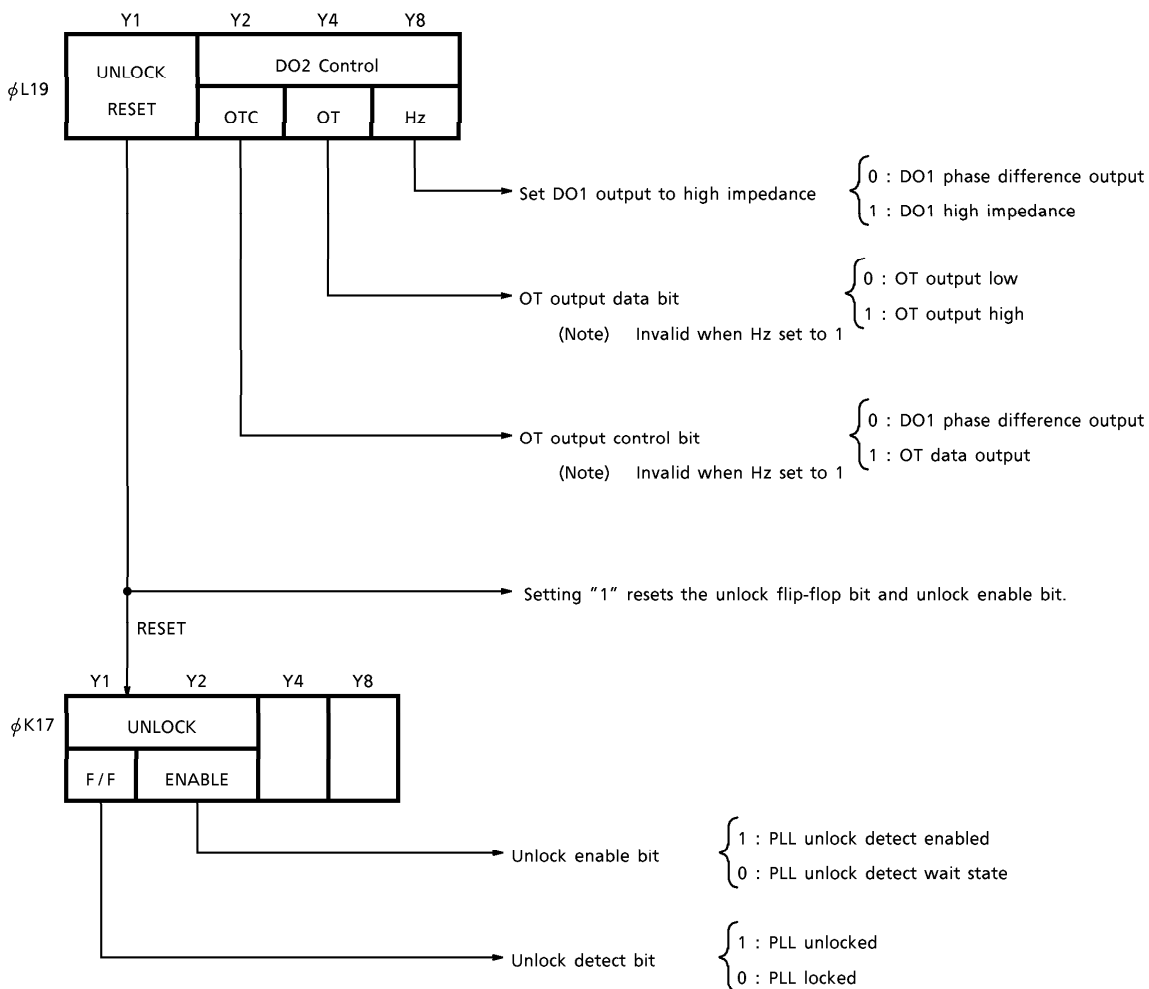 Y1 Y2 Y4 Y8
UNLOCK
RESET
DO2 Control
ϕL19
OTC OT Hz
Set DO1 output to high impedance
0 : DO1 phase difference output
1 : DO1 high impedance
OT output data bit
(Note) Invalid when Hz set to 1
0 : OT output low
1 : OT output high
OT output control bit
(Note) Invalid when Hz set to 1
0 : DO1 phase difference output
1 : OT data output
Setting "1" resets the unlock flip-flop bit and unlock enable bit.
RESET
Y1 Y2 Y4 Y8
ϕK17
UNLOCK
F/F ENABLE
Unlock enable bit
1 : PLL unlock detect enabled
0 : PLL unlock detect wait state
Unlock detect bit
1 : PLL unlocked
0 : PLL locked